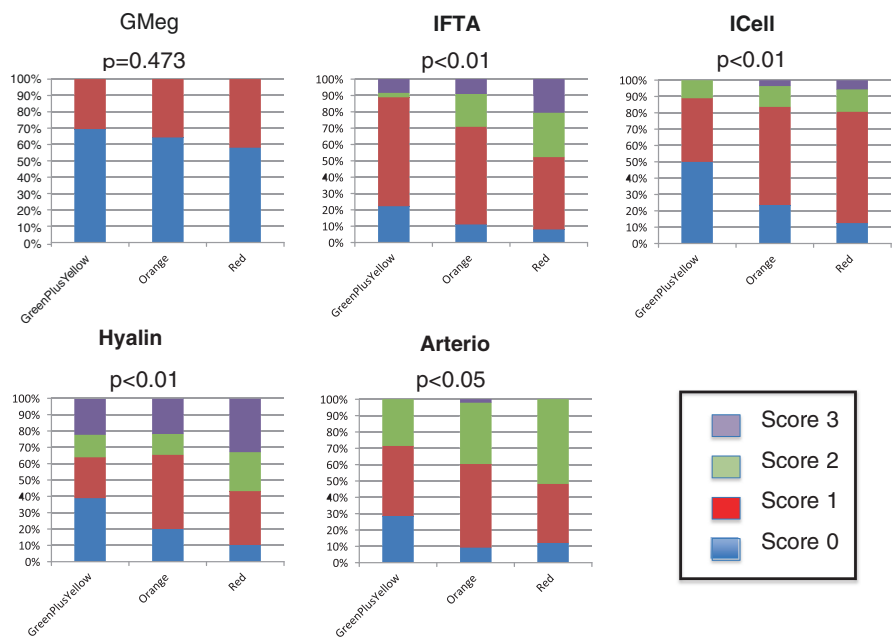 GMeg
p=0.473
100%
90%
80%
70%
60%
50%
40%
30%
20%
10%
0%
GreenPlusYellow
Orange
Red
IFTA
p<0.01
100%
90%
80%
70%
60%
50%
40%
30%
20%
10%
0%
GreenPlusYellow
Orange
Red
ICell
p<0.01
100%
90%
80%
70%
60%
50%
40%
30%
20%
10%
0%
GreenPlusYellow
Orange
Red
Hyalin
p<0.01
100%
90%
80%
70%
60%
50%
40%
30%
20%
10%
0%
GreenPlusYellow
Orange
Red
Arterio
p<0.05
100%
90%
80%
70%
60%
50%
40%
30%
20%
10%
0%
GreenPlusYellow
Orange
Red
Score 3
Score 2
Score 1
Score 0